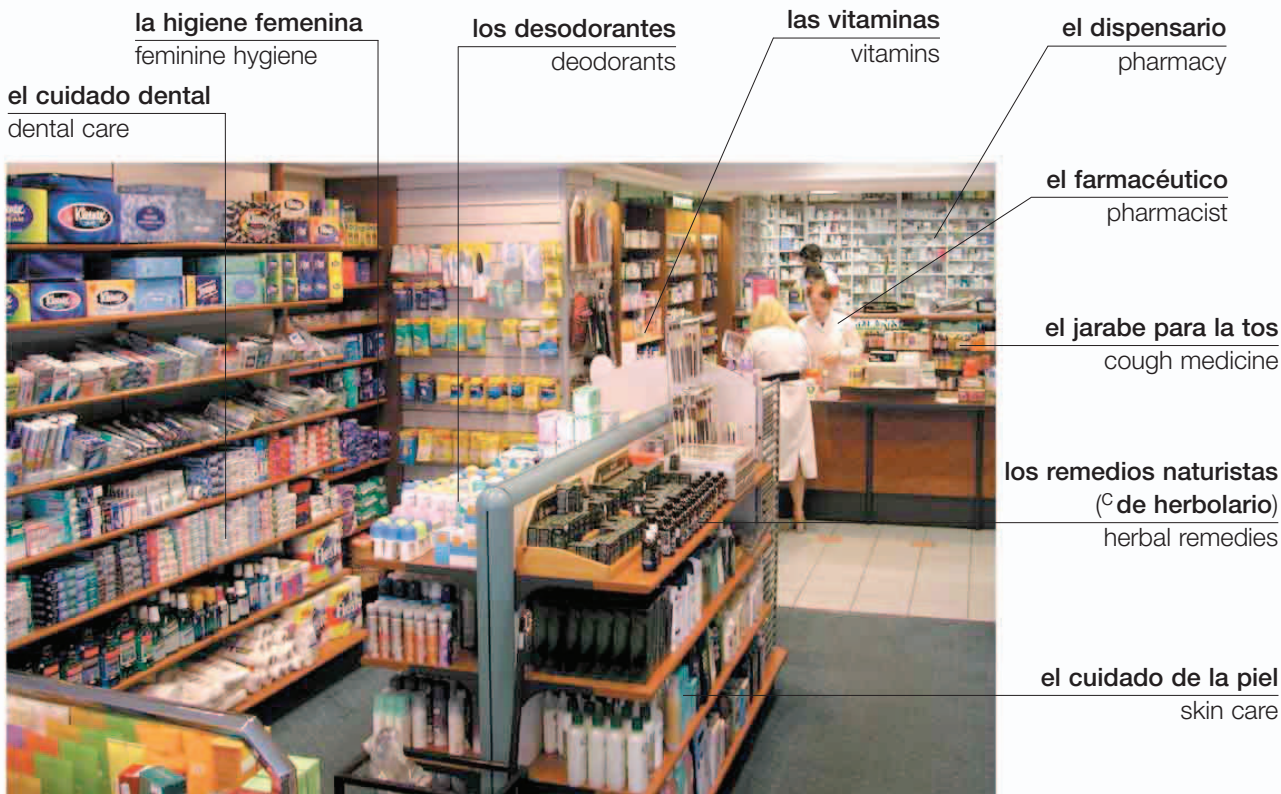 la higiene femenina
feminine hygiene
los desodorantes
deodorants
las vitaminas
vitamins
el dispensario
pharmacy
el cuidado dental
dental care
el farmacéutico
pharmacist
el jarabe para la tos
cough medicine
los remedios naturistas
(ᶜ de herbolario)
herbal remedies
el cuidado de la piel
skin care
Kleenex
Kleenex
Kleenex